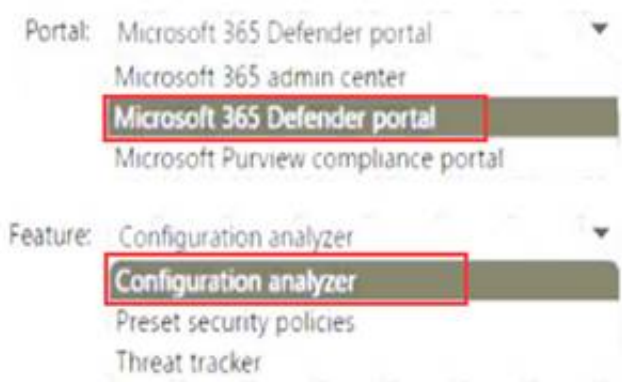 Portal: Microsoft 365 Defender portal
Microsoft 365 admin center
Microsoft 365 Defender portal
Microsoft Purview compliance portal
Feature: Configuration analyzer
Configuration analyzer
Preset security policies
Threat tracker